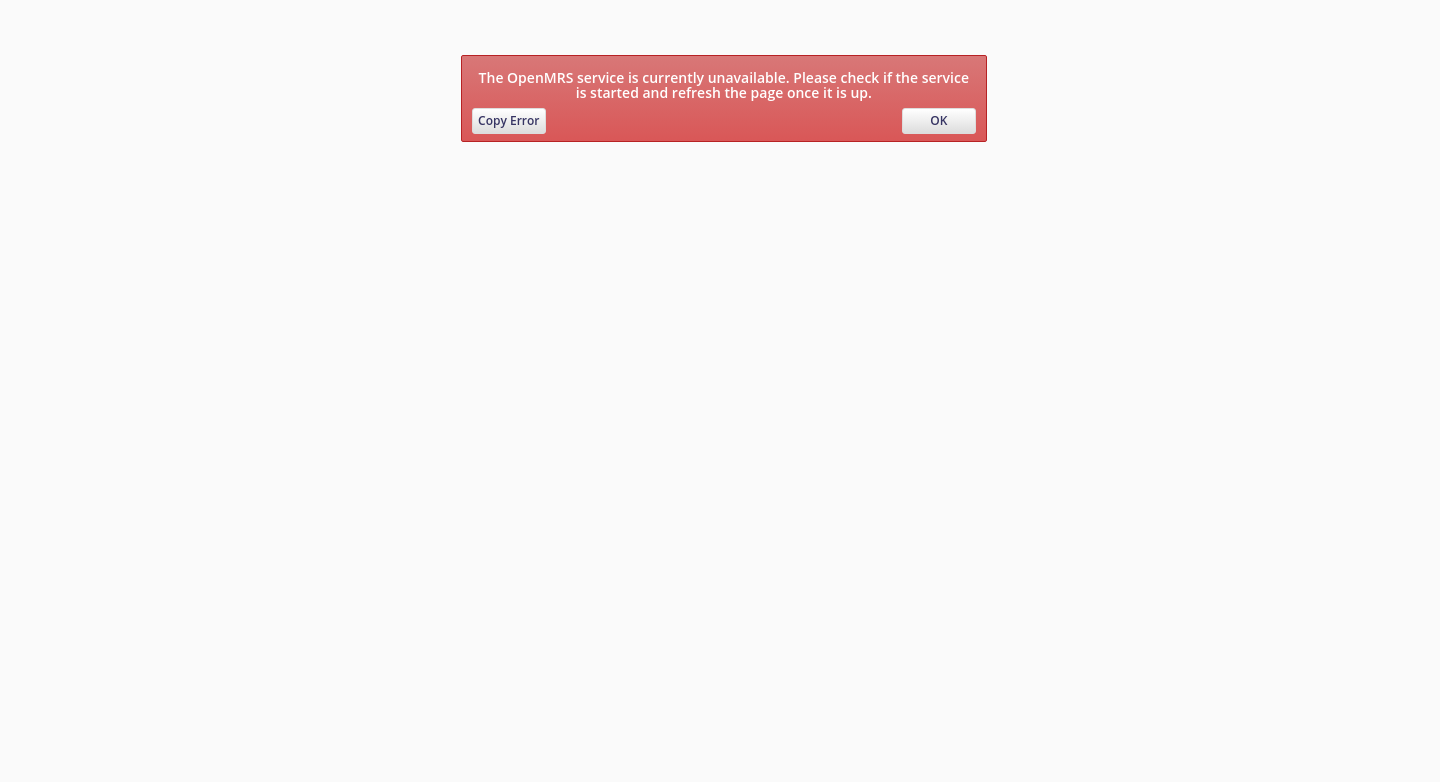 The OpenMRS service is currently unavailable. Please check if the service
is started and refresh the page once it is up.
Copy Error
OK